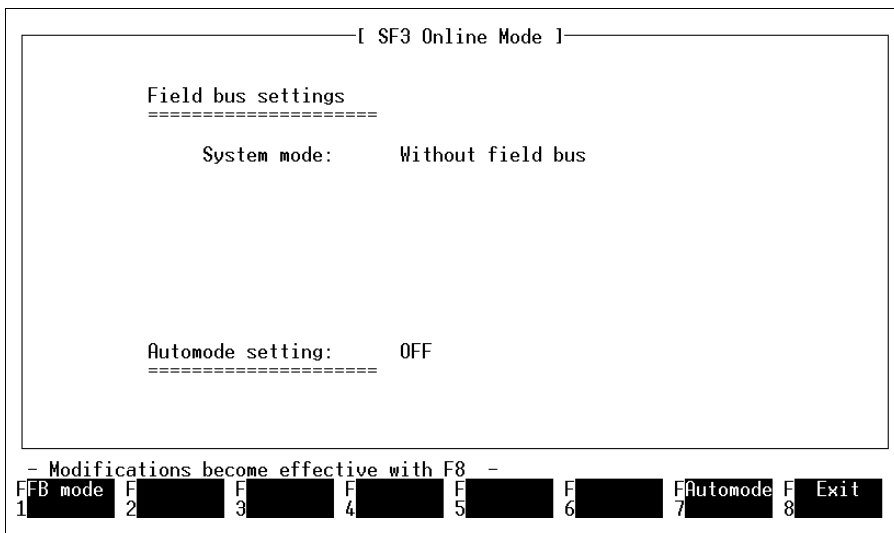 [ SF3 Online Mode ]
Field bus settings
=====================
System mode: Without field bus
Automode setting: OFF
=====================
- Modifications become effective with F8 -
F1 FB mode F2 F3 F4 F5 F6 F7 Automode F8 Exit